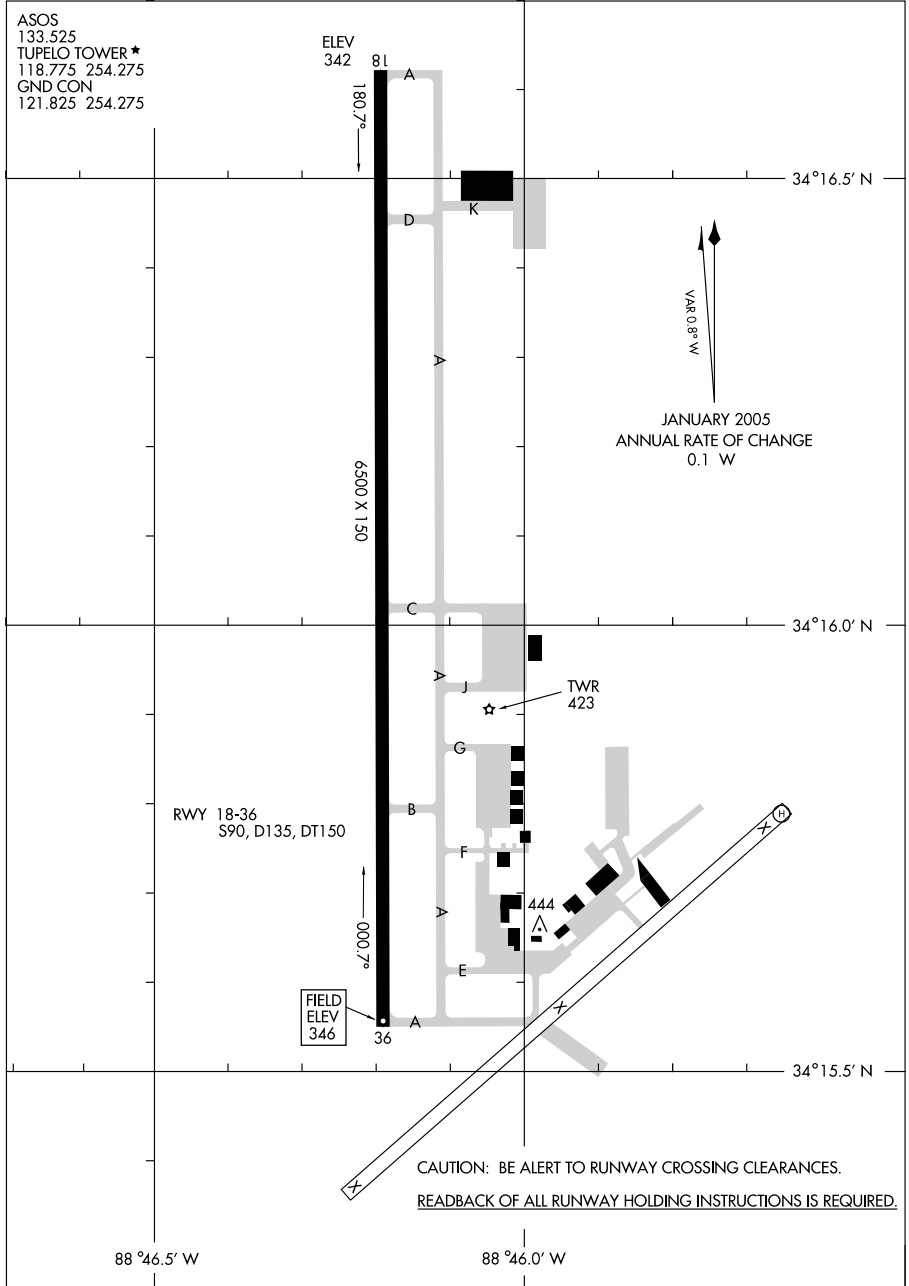 ASOS
133.525
TUPELO TOWER ★
118.775 254.275
GND CON
121.825 254.275
ELEV
342
18
A
180.7°
34°16.5' N
K
D
VAR 0.8° W
A
JANUARY 2005
ANNUAL RATE OF CHANGE
0.1 W
6500 X 150
C
34°16.0' N
A
J
TWR
423
G
RWY 18-36
S90, D135, DT150
B
H
X
F
444
A
000.7°
E
X
FIELD
ELEV
346
A
36
34°15.5' N
CAUTION: BE ALERT TO RUNWAY CROSSING CLEARANCES.
X
READBACK OF ALL RUNWAY HOLDING INSTRUCTIONS IS REQUIRED.
88 °46.5' W
88 °46.0' W